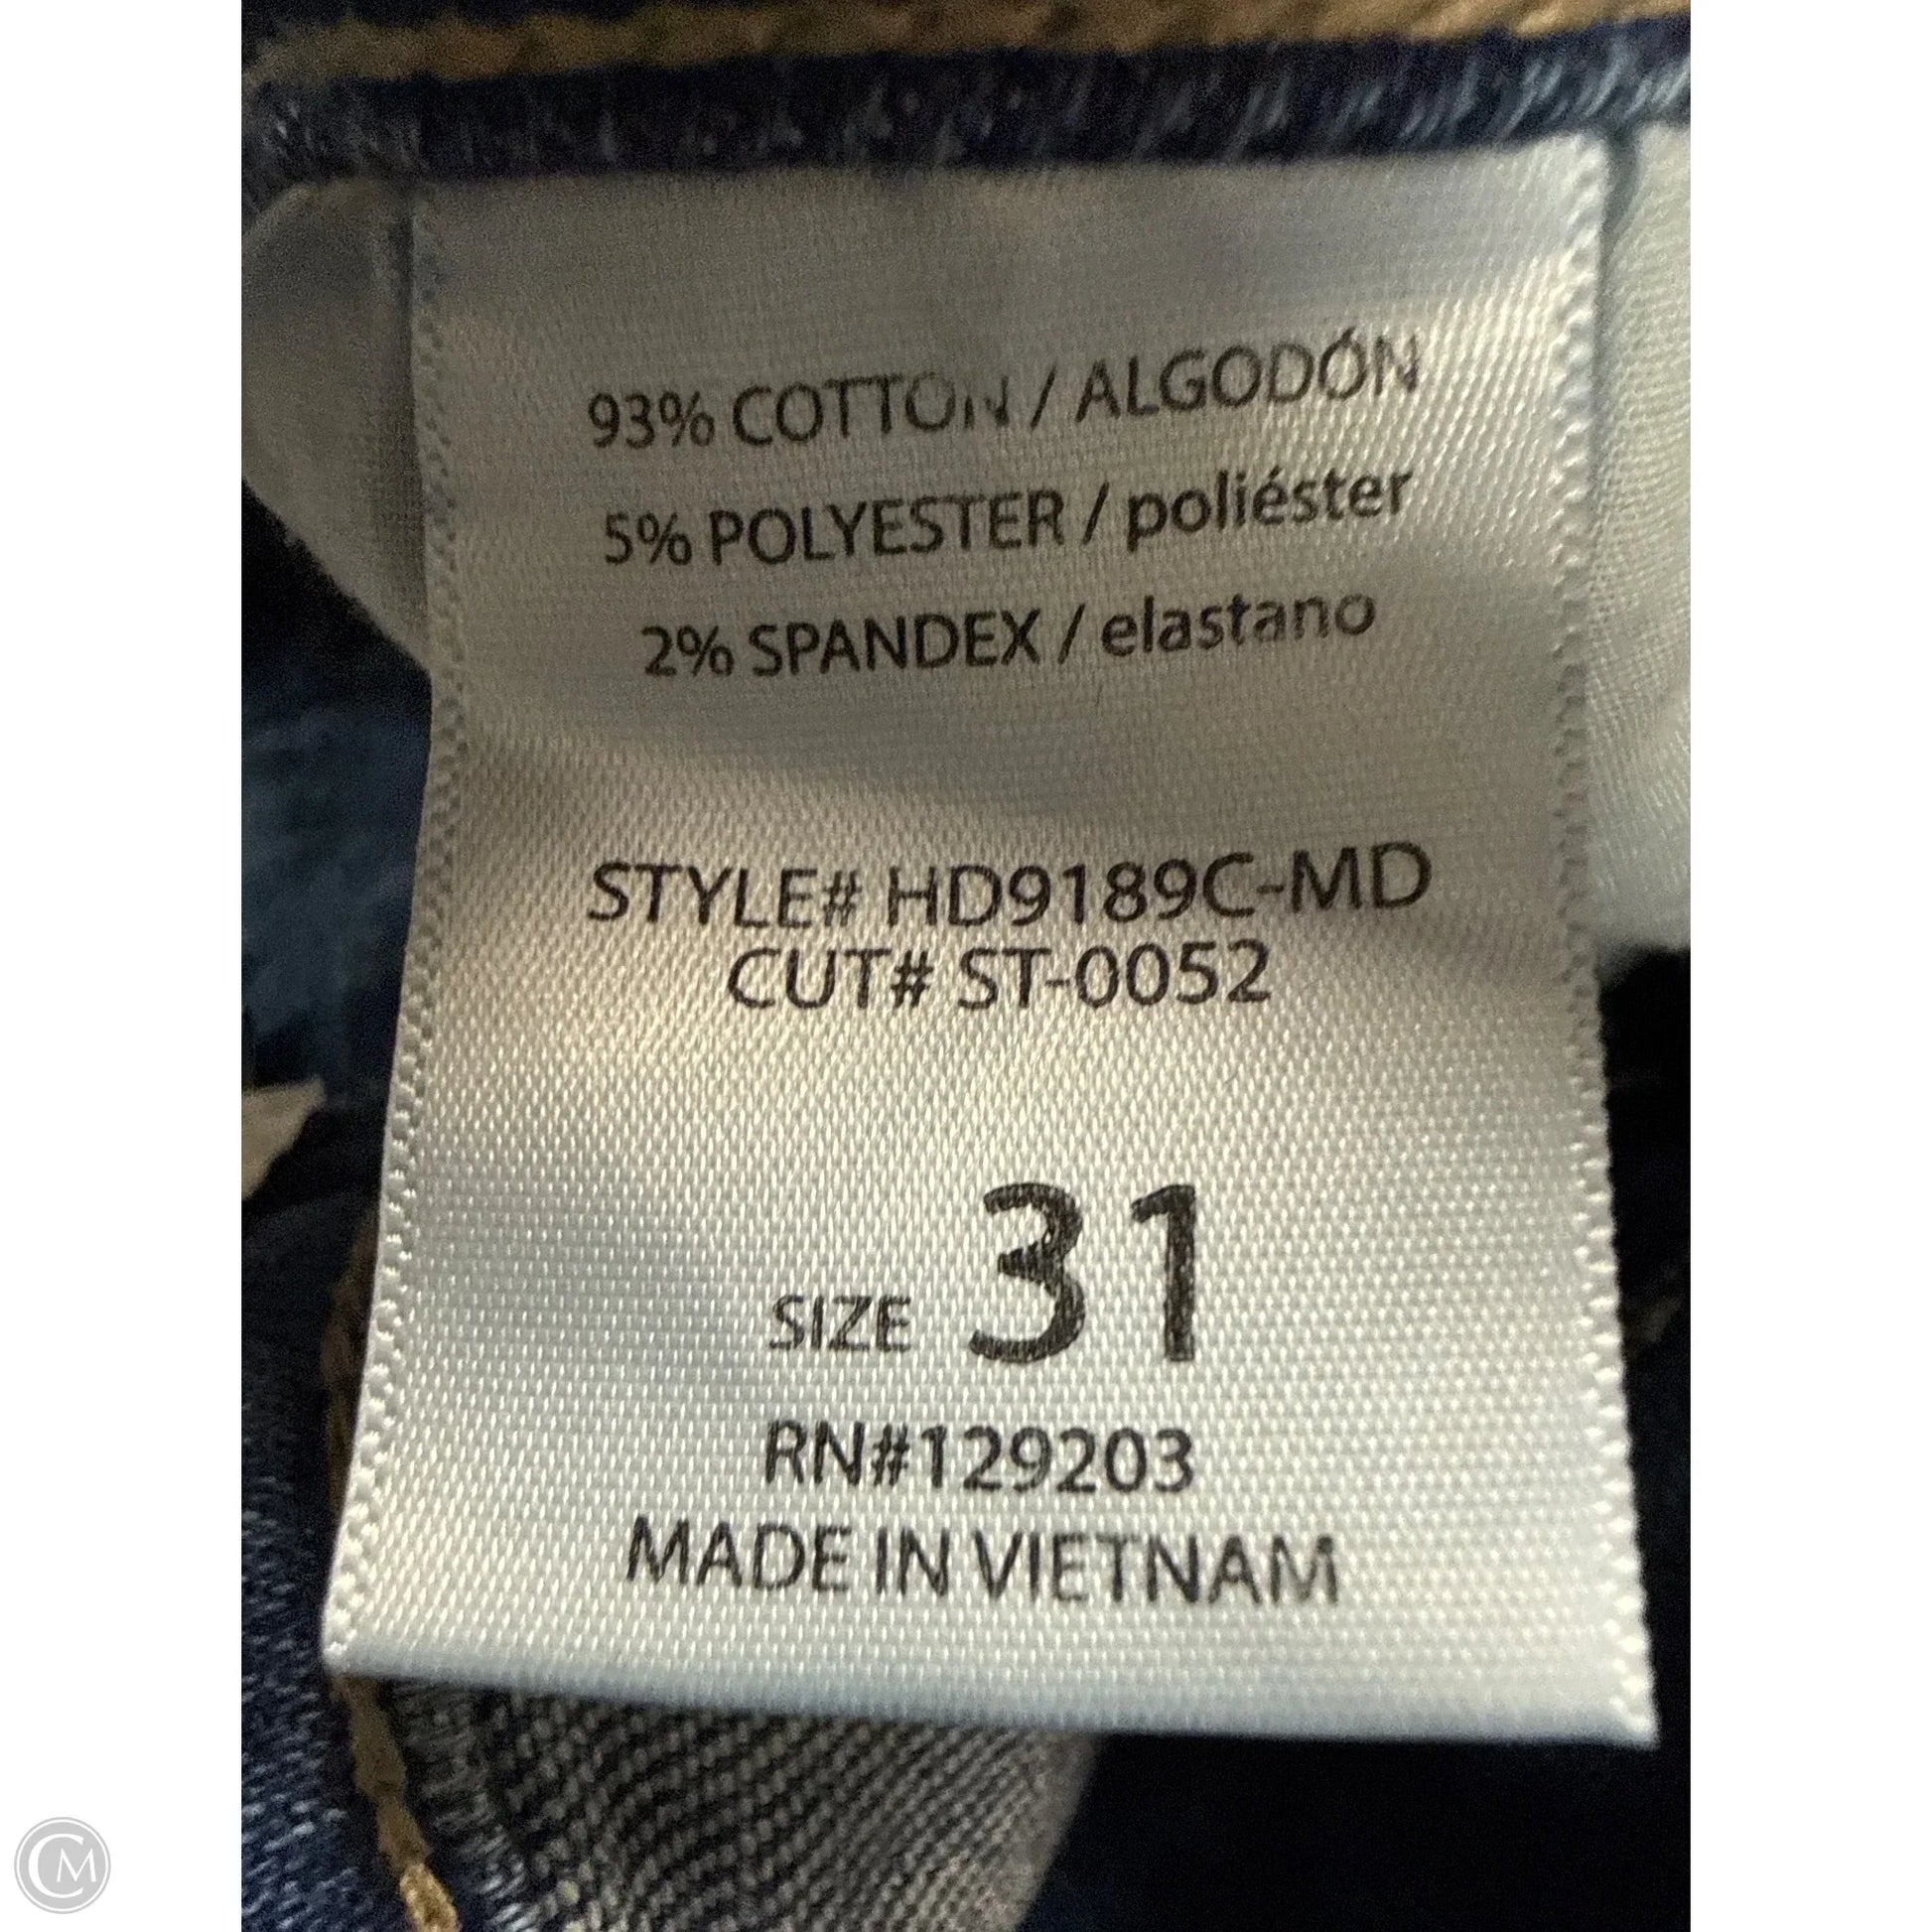 93% COTTON / ALGODÓN
5% POLYESTER / poliéster
2% SPANDEX / elastano
STYLE# HD9189C-MD
CUT# ST-0052
SIZE 31
RN#129203
MADE IN VIETNAM
CM